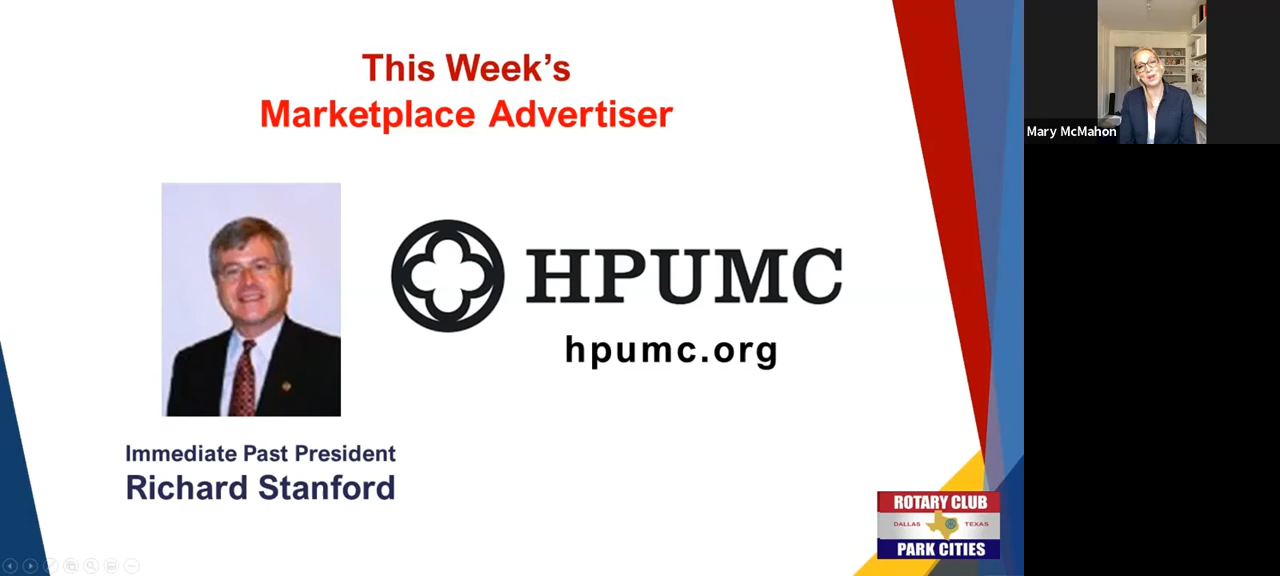 This Week’s
Marketplace Advertiser
HPUMC
hpumc.org
Immediate Past President
Richard Stanford
ROTARY CLUB
DALLAS TEXAS
PARK CITIES
Mary McMahon